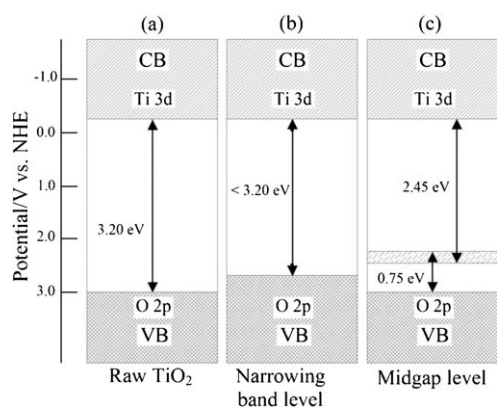 (a) (b) (c)
CB CB CB
Ti 3d Ti 3d Ti 3d
Potential/V vs. NHE
-1.0
0.0
1.0
2.0
3.0
3.20 eV
< 3.20 eV
2.45 eV
0.75 eV
O 2p O 2p O 2p
VB VB VB
Raw TiO₂
Narrowing
band level
Midgap level